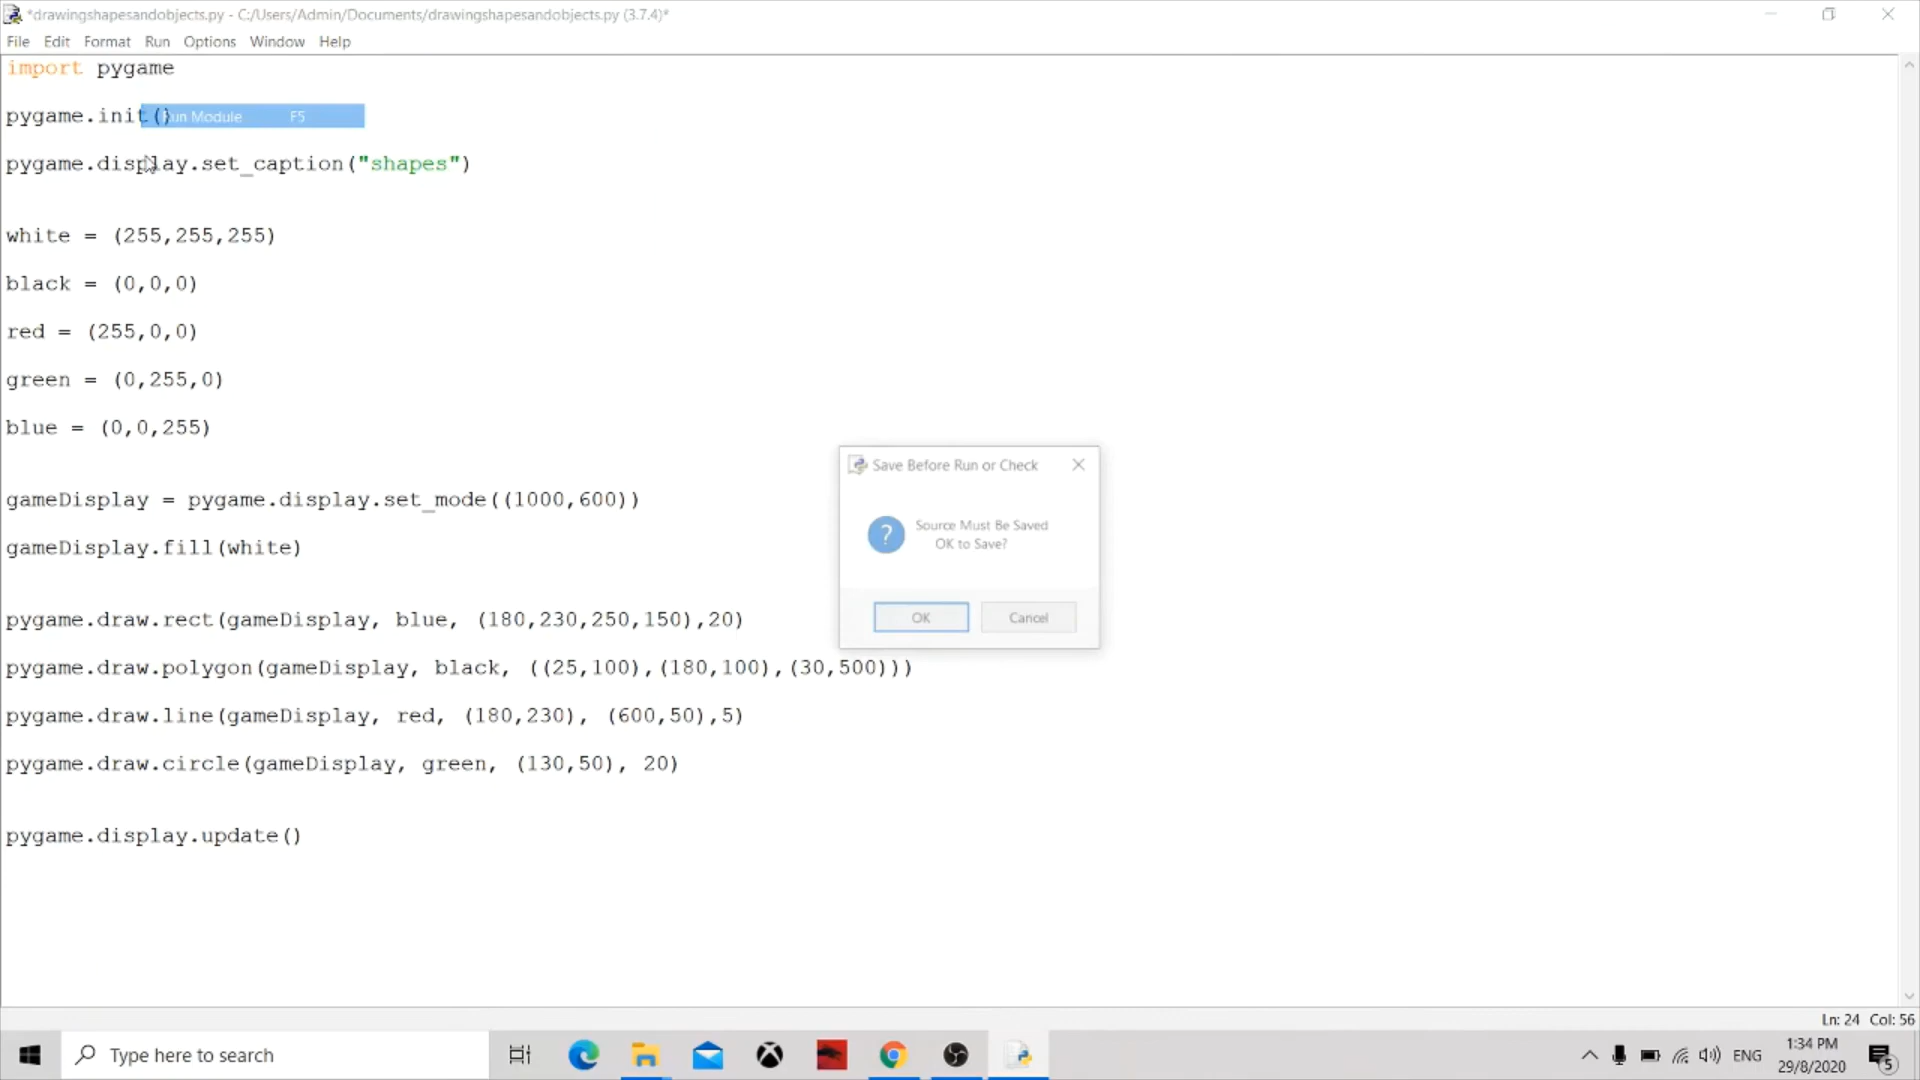 *drawingshapesandobjects.py - C:/Users/Admin/Documents/drawingshapesandobjects.py (3.7.4)*
File Edit Format Run Options Window Help
import pygame
pygame.init()
Run Module F5
pygame.display.set_caption("shapes")
white = (255,255,255)
black = (0,0,0)
red = (255,0,0)
green = (0,255,0)
blue = (0,0,255)
gameDisplay = pygame.display.set_mode((1000,600))
gameDisplay.fill(white)
pygame.draw.rect(gameDisplay, blue, (180,230,250,150),20)
pygame.draw.polygon(gameDisplay, black, ((25,100),(180,100),(30,500)))
pygame.draw.line(gameDisplay, red, (180,230), (600,50),5)
pygame.draw.circle(gameDisplay, green, (130,50), 20)
pygame.display.update()
Save Before Run or Check
Source Must Be Saved
OK to Save?
OK Cancel
Ln: 24 Col: 56
Type here to search
ENG
1:34 PM
29/8/2020
5